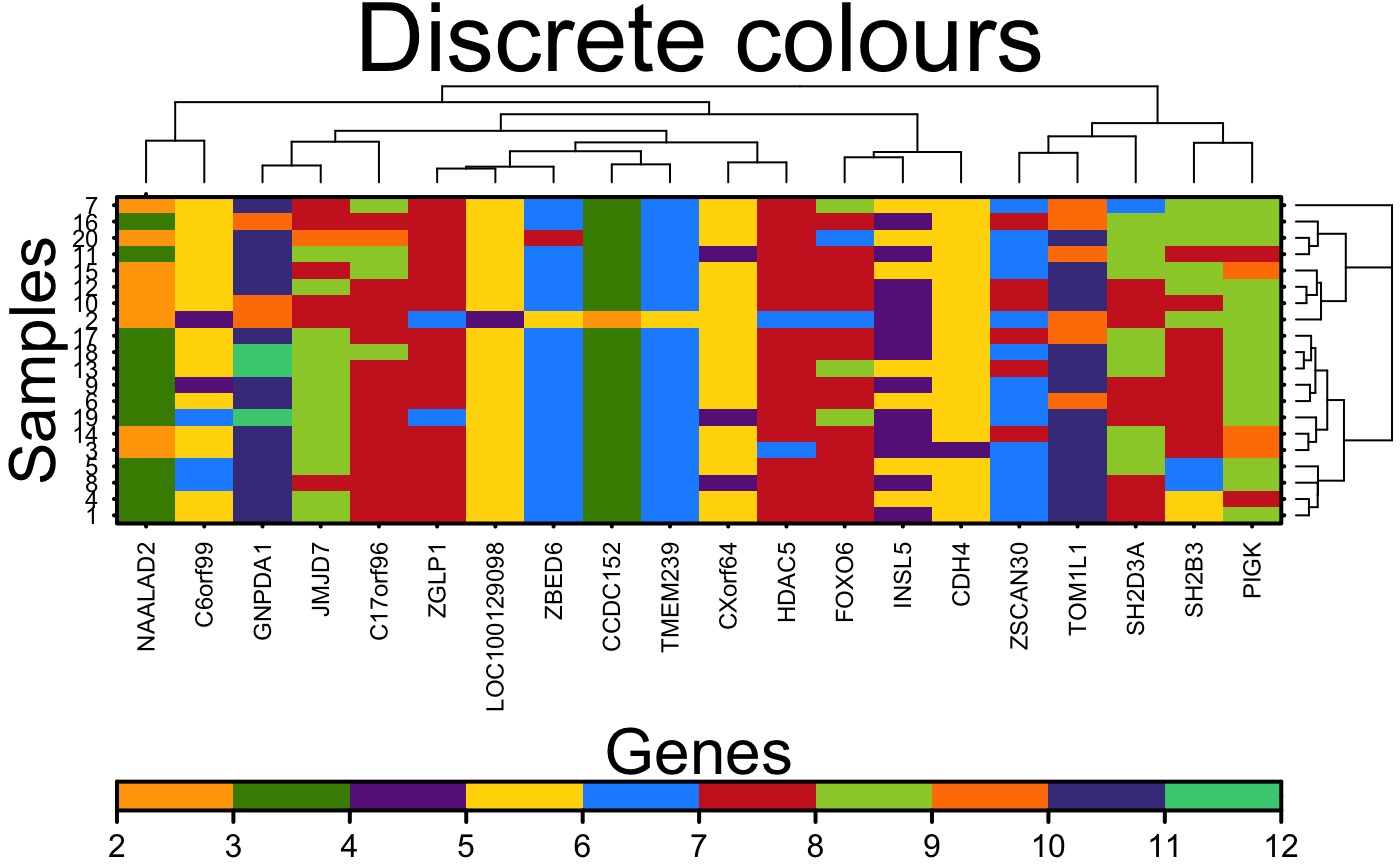 Discrete colours
Samples
7
16
20
11
15
12
10
2
17
18
13
9
6
19
14
3
5
8
4
1
NAALAD2
C6orf99
GNPDA1
JMJD7
C17orf96
ZGLP1
LOC100129098
ZBED6
CCDC152
TMEM239
CXorf64
HDAC5
FOXO6
INSL5
CDH4
ZSCAN30
TOM1L1
SH2D3A
SH2B3
PIGK
Genes
2 3 4 5 6 7 8 9 10 11 12